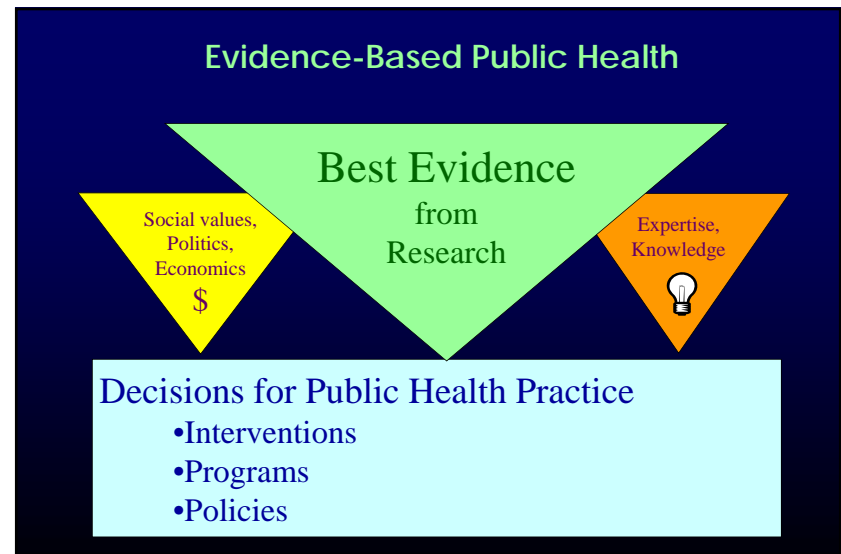 Evidence-Based Public Health
Best Evidence
from
Research
Social values,
Politics,
Economics
$
Expertise,
Knowledge
Decisions for Public Health Practice
•Interventions
•Programs
•Policies